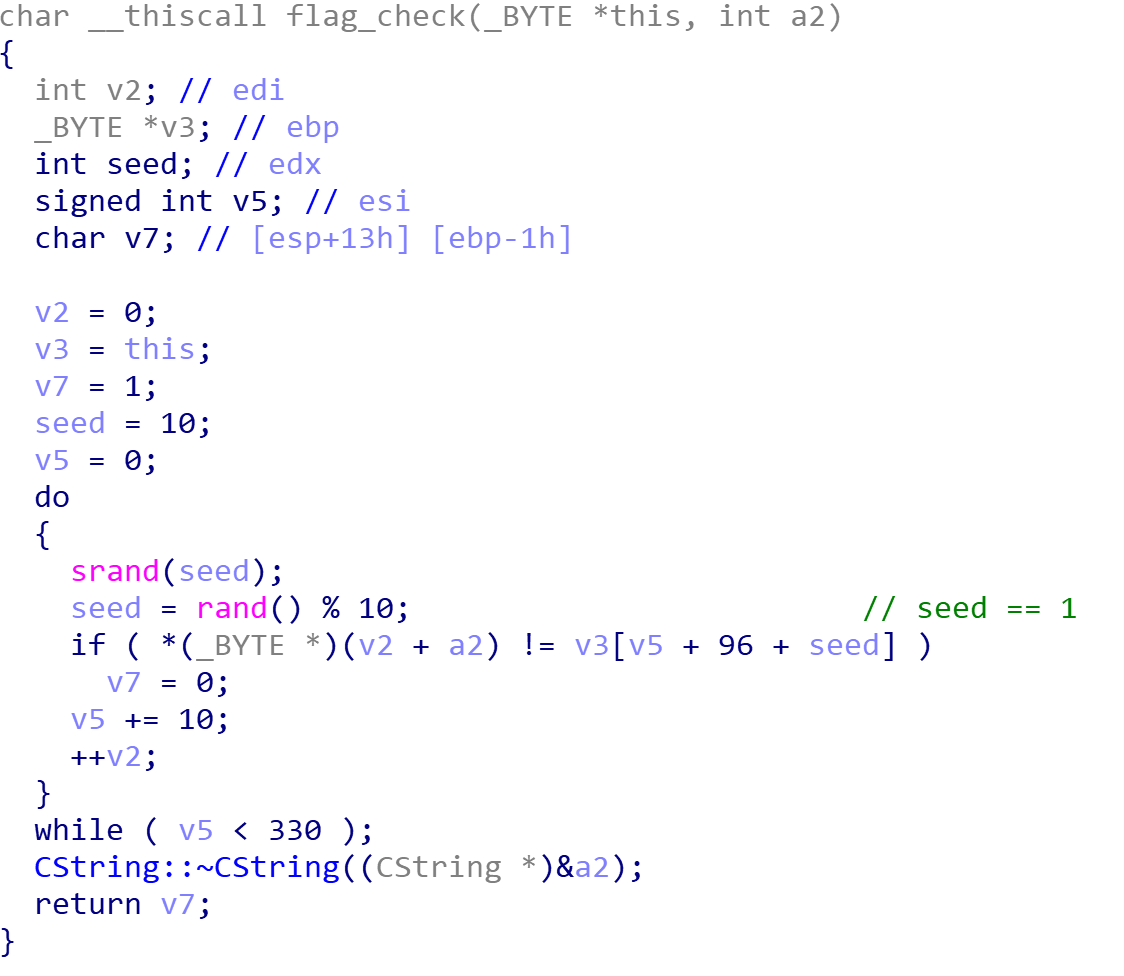 char __thiscall flag_check(_BYTE *this, int a2)
{
  int v2; // edi
  _BYTE *v3; // ebp
  int seed; // edx
  signed int v5; // esi
  char v7; // [esp+13h] [ebp-1h]

  v2 = 0;
  v3 = this;
  v7 = 1;
  seed = 10;
  v5 = 0;
  do
  {
    srand(seed);
    seed = rand() % 10;                         // seed == 1
    if ( *(_BYTE *)(v2 + a2) != v3[v5 + 96 + seed] )
      v7 = 0;
    v5 += 10;
    ++v2;
  }
  while ( v5 < 330 );
  CString::~CString((CString *)&a2);
  return v7;
}